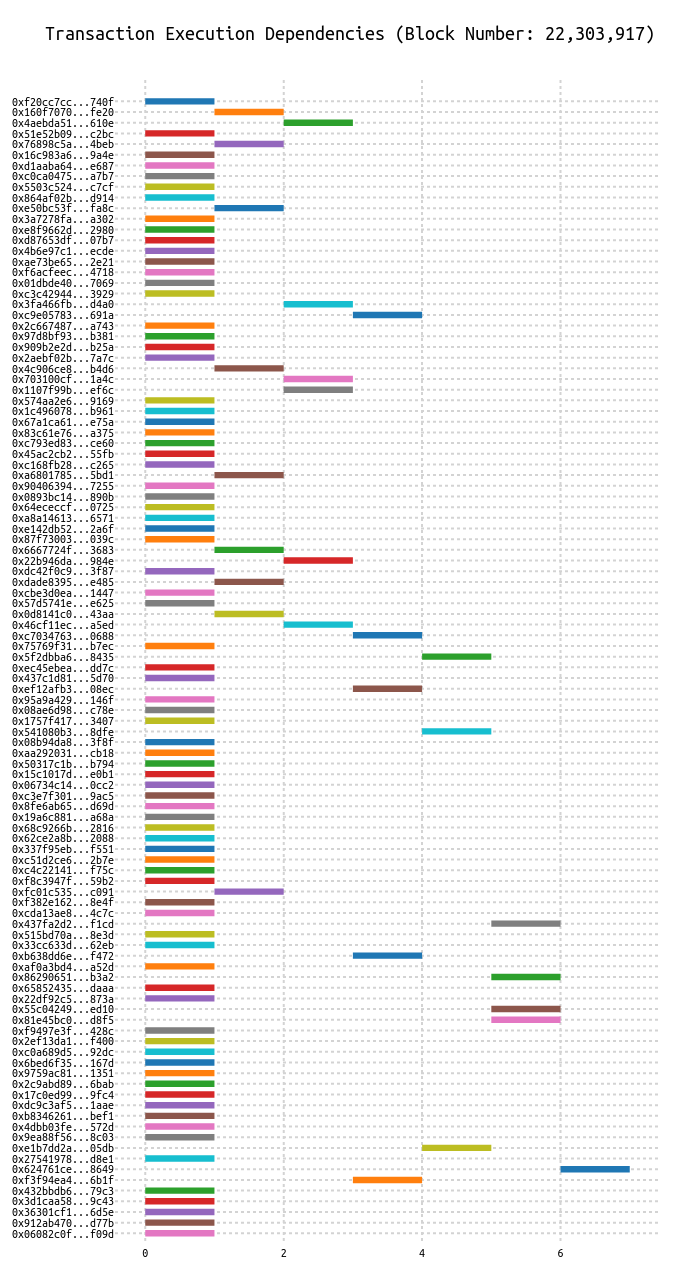 Transaction Execution Dependencies (Block Number: 22,303,917)
0xf20cc7cc...740f
0x160f7070...fe20
0x4aebda51...610e
0x51e52b09...c2bc
0x76898c5a...4beb
0x16c983a6...9a4e
0xd1aaba64...e687
0xc0ca0475...a7b7
0x5503c524...c7cf
0x864af02b...d914
0xe50bc53f...fa8c
0x3a7278fa...a302
0xe8f9662d...2980
0xd87653df...07b7
0x4b6e97c1...ecde
0xae73be65...2e21
0xf6acfeec...4718
0x01dbde40...7069
0xc3c42944...3929
0x3fa466fb...d4a0
0xc9e05783...691a
0x2c667487...a743
0x97d8bf93...b381
0x909b2e2d...b25a
0x2aebf02b...7a7c
0x4c906ce8...b4d6
0x703100cf...1a4c
0x1107f99b...ef6c
0x574aa2e6...9169
0x1c496078...b961
0x67a1ca61...e75a
0x83c61e76...a375
0xc793ed83...ce60
0x45ac2cb2...55fb
0xc168fb28...c265
0xa6801785...5bd1
0x90406394...7255
0x0893bc14...890b
0x64ececcf...0725
0xa8a14613...6571
0xe142db52...2a6f
0x87f73003...039c
0x6667724f...3683
0x22b946da...984e
0xdc42f0c9...3f87
0xdade8395...e485
0xcbe3d0ea...1447
0x57d5741e...e625
0x0d8141c0...43aa
0x46cf11ec...a5ed
0xc7034763...0688
0x75769f31...b7ec
0x5f2dbba6...8435
0xec45ebea...dd7c
0x437c1d81...5d70
0xef12afb3...08ec
0x95a9a429...146f
0x08ae6d98...c78e
0x1757f417...3407
0x541080b3...8dfe
0x08b94da8...3f8f
0xaa292031...cb18
0x50317c1b...b794
0x15c1017d...e0b1
0x06734c14...0cc2
0xc3e7f301...9ac5
0x8fe6ab65...d69d
0x19a6c881...a68a
0x68c9266b...2816
0x62ce2a8b...2088
0x337f95eb...f551
0xc51d2ce6...2b7e
0xc4c22141...f75c
0xf8c3947f...59b2
0xfc01c535...c091
0xf382e162...8e4f
0xcda13ae8...4c7c
0x437fa2d2...f1cd
0x515bd70a...8e3d
0x33cc633d...62eb
0xb638dd6e...f472
0xaf0a3bd4...a52d
0x86290651...b3a2
0x65852435...daaa
0x22df92c5...873a
0x55c04249...ed10
0x81e45bc0...d8f5
0xf9497e3f...428c
0x2ef13da1...f400
0xc0a689d5...92dc
0x6bed6f35...167d
0x9759ac81...1351
0x2c9abd89...6bab
0x17c0ed99...9fc4
0xdc9c3af5...1aae
0xb8346261...bef1
0x4dbb03fe...572d
0x9ea88f56...8c03
0xe1b7dd2a...05db
0x27541978...d8e1
0x624761ce...8649
0xf3f94ea4...6b1f
0x432bbdb6...79c3
0x3d1caa58...9c43
0x36301cf1...6d5e
0x912ab470...d77b
0x06082c0f...f09d
0 2 4 6